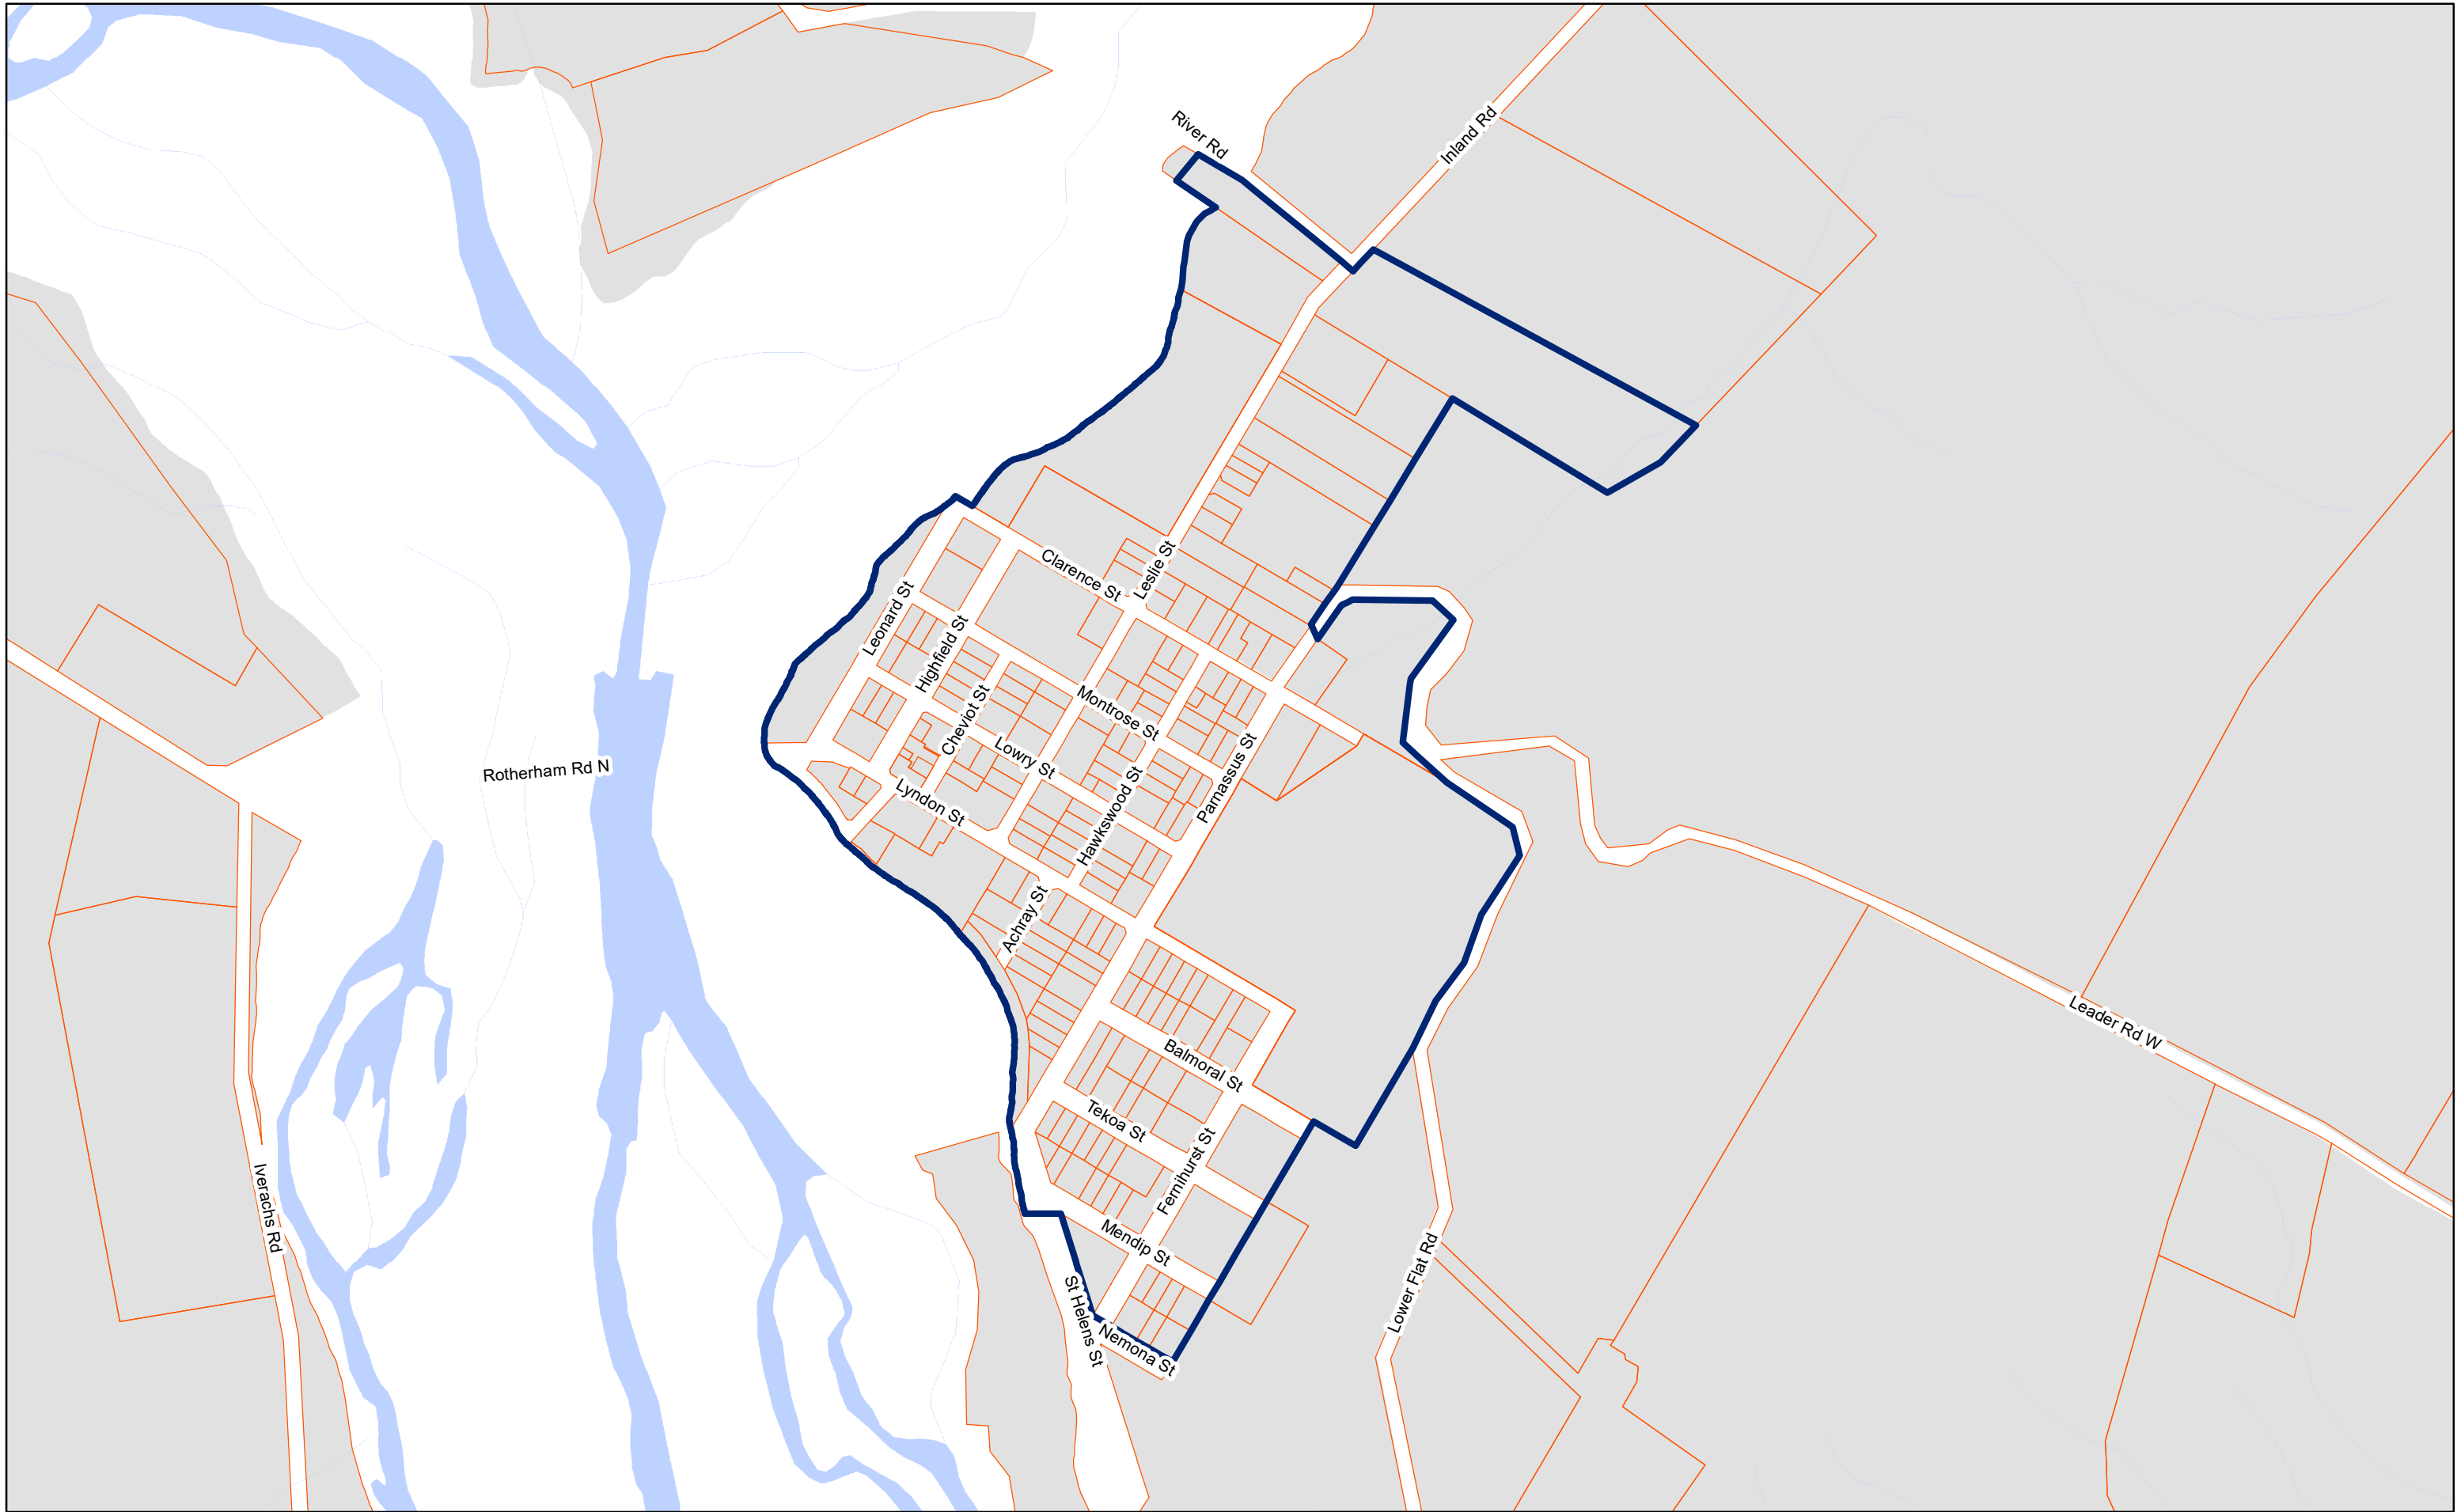 River Rd
Inland Rd
Clarence St
Leslie St
Leonard St
Highfield St
Montrose St
Cheviot St
Lowry St
Rotherham Rd N
Parnassus St
Lyndon St
Hawkswood St
Achray St
Leader Rd W
Balmoral St
Tekoa St
Fernihurst St
Iverachs Rd
Mendip St
Lower Flat Rd
St Helens St
Nemona St